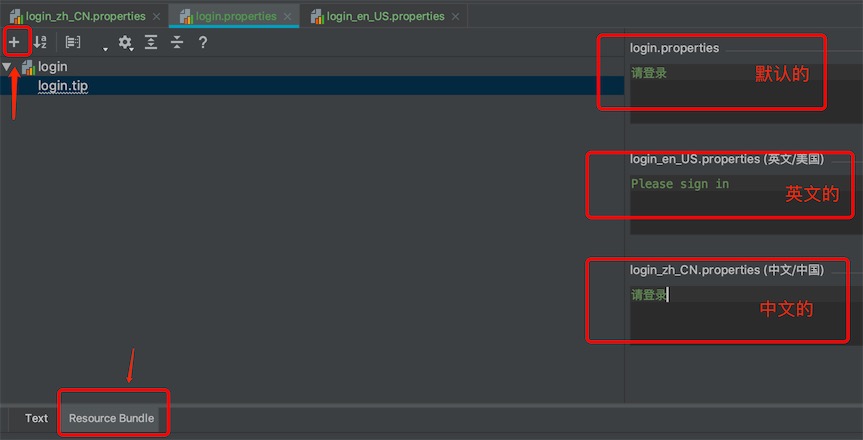 login_zh_CN.properties
login.properties
login_en_US.properties
login
login.tip
login.properties
请登录
默认的
login_en_US.properties (英文/美国)
Please sign in
英文的
login_zh_CN.properties (中文/中国)
请登录
中文的
Text
Resource Bundle